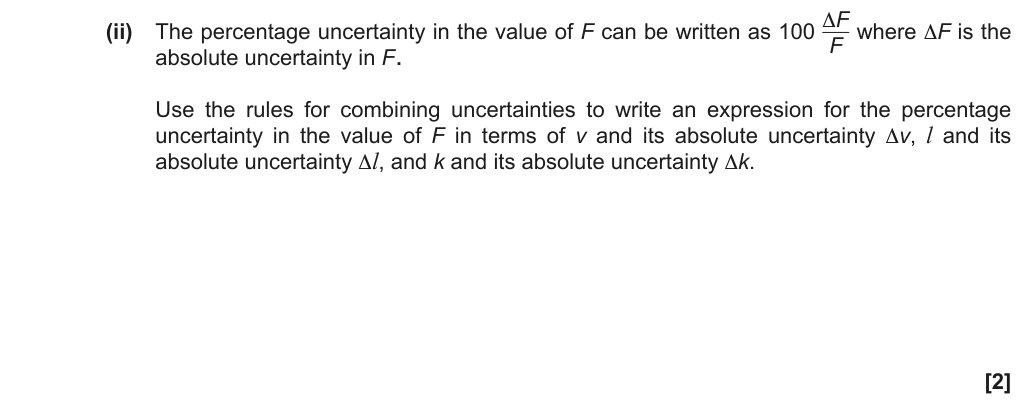 (ii) The percentage uncertainty in the value of F can be written as 100 ΔF/F where ΔF is the
absolute uncertainty in F.
Use the rules for combining uncertainties to write an expression for the percentage
uncertainty in the value of F in terms of v and its absolute uncertainty Δv, l and its
absolute uncertainty Δl, and k and its absolute uncertainty Δk.
[2]